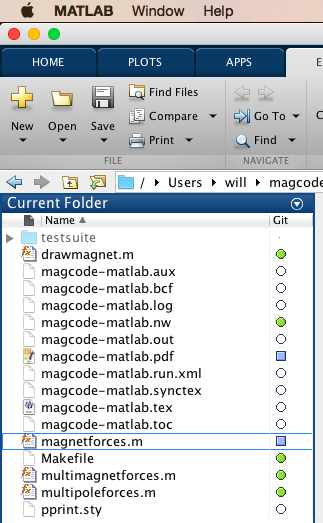 MATLAB Window Help
HOME PLOTS APPS E
New Open Save Find Files Compare Print Go To Find C
FILE NAVIGATE
/ Users will magcode
Current Folder
Name Git
testsuite
drawmagnet.m
magcode-matlab.aux
magcode-matlab.bcf
magcode-matlab.log
magcode-matlab.nw
magcode-matlab.out
magcode-matlab.pdf
magcode-matlab.run.xml
magcode-matlab.synctex
magcode-matlab.tex
magcode-matlab.toc
magnetforces.m
Makefile
multimagnetforces.m
multipoleforces.m
pprint.sty